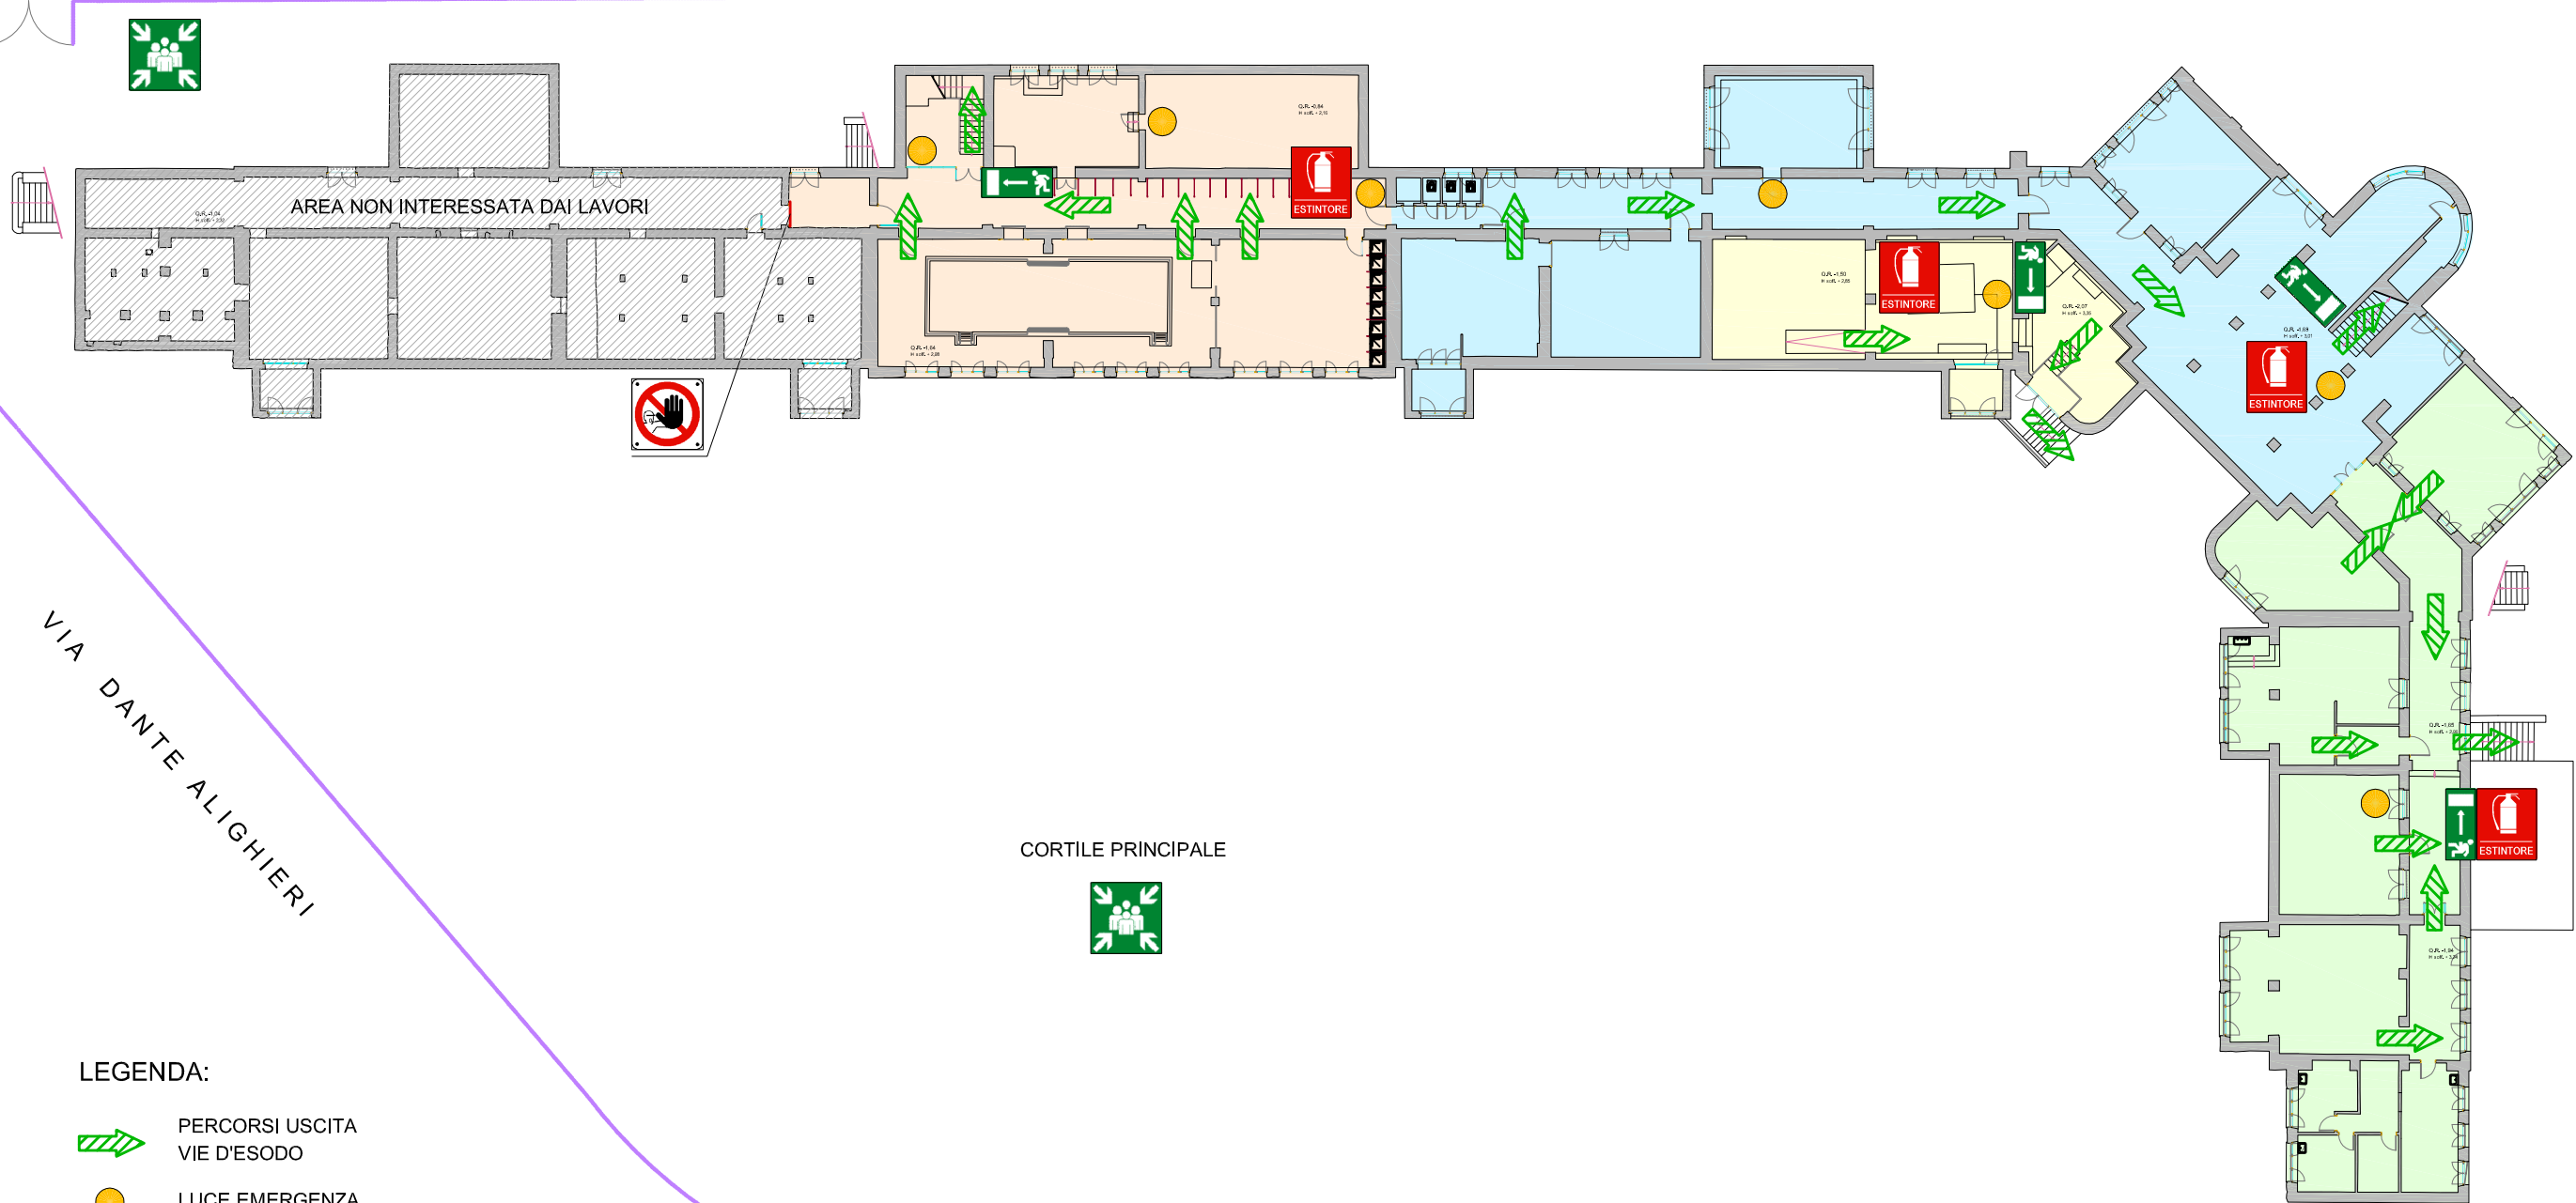 AREA NON INTERESSATA DAI LAVORI
ESTINTORE
ESTINTORE
ESTINTORE
VIA DANTE ALIGHIERI
CORTILE PRINCIPALE
ESTINTORE
LEGENDA:
PERCORSI USCITA
VIE D'ESODO
LUCE EMERGENZA